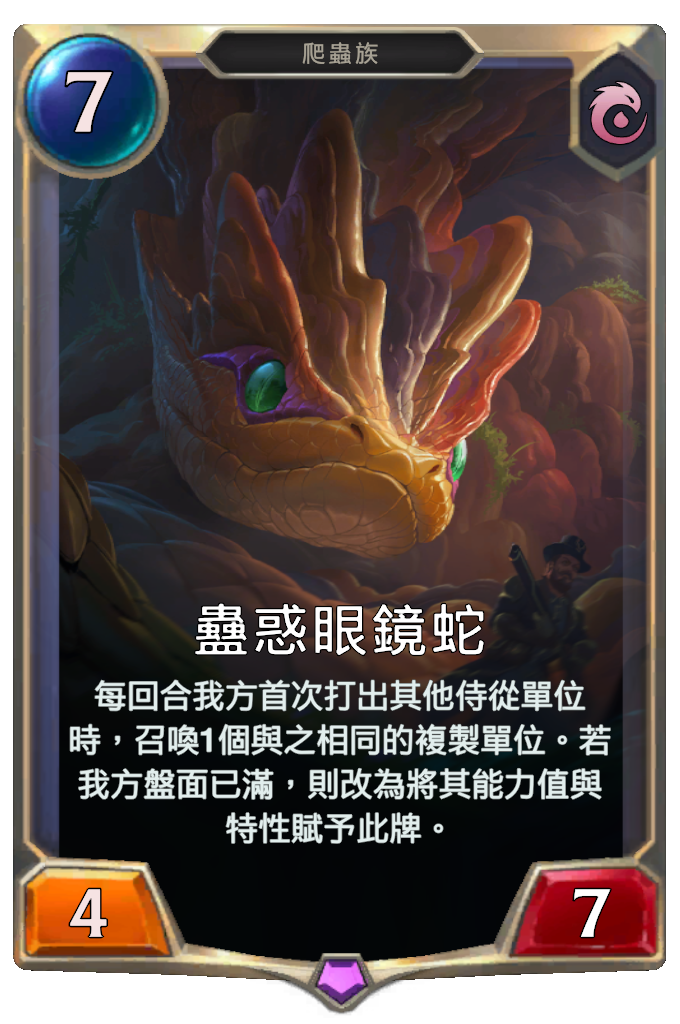 爬蟲族
7
蠱惑眼鏡蛇
每回合我方首次打出其他侍從單位
時，召喚1個與之相同的複製單位。若
我方盤面已滿，則改為將其能力值與
特性賦予此牌。
4
7